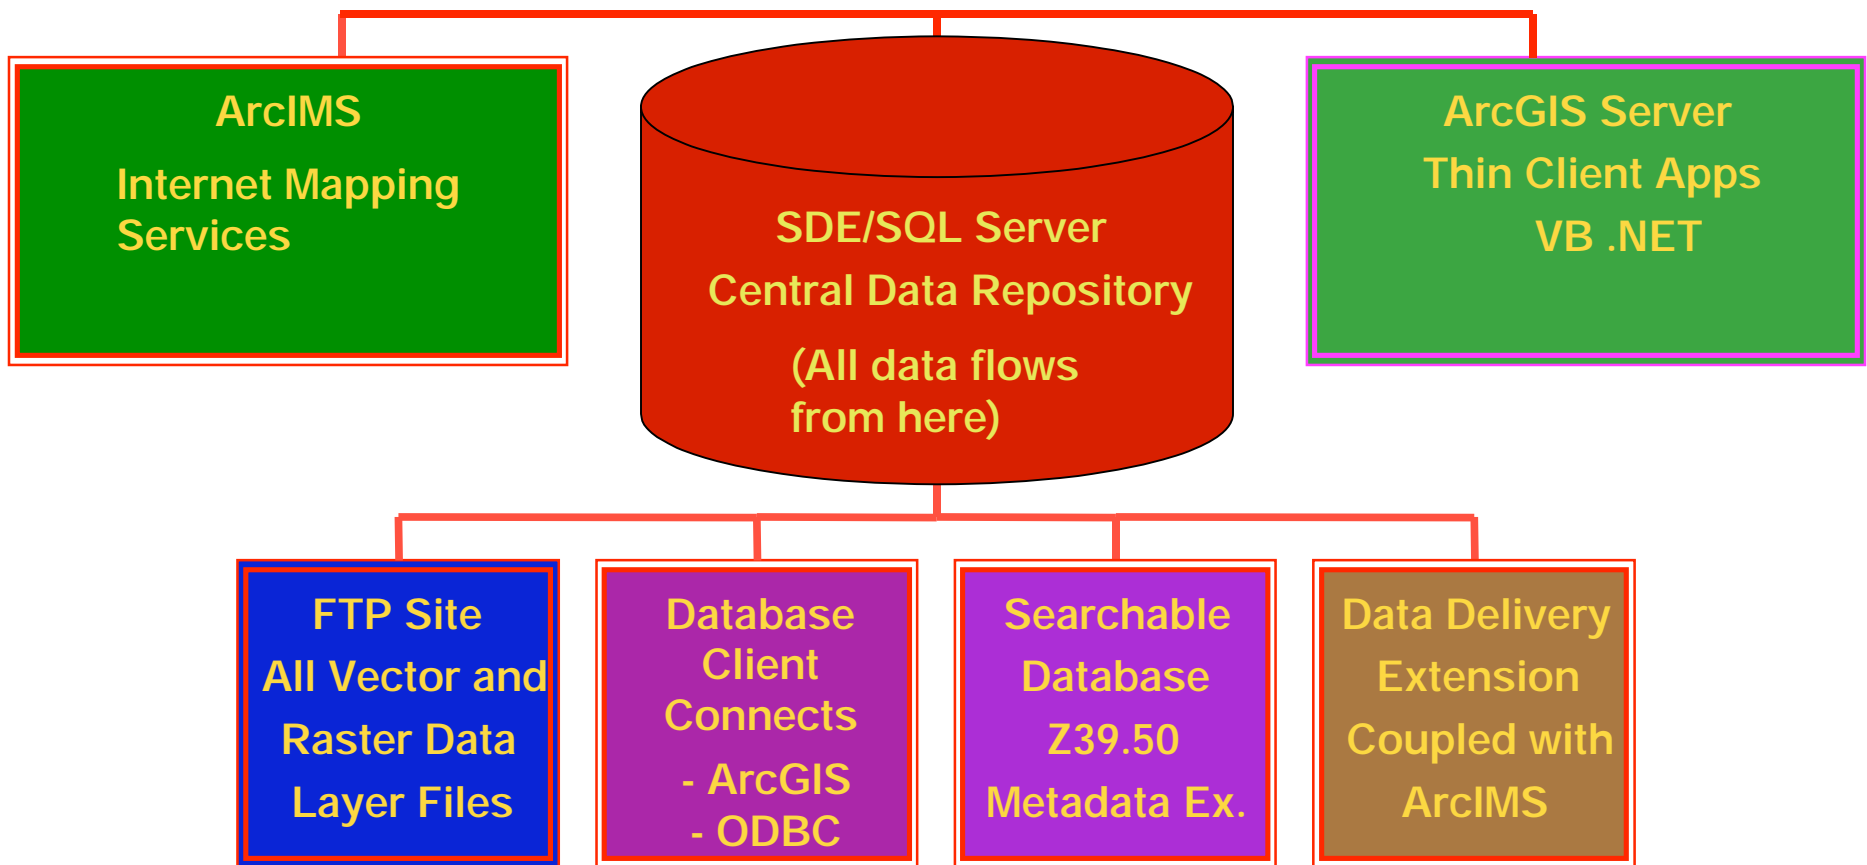 ArcIMS
Internet Mapping
Services
SDE/SQL Server
Central Data Repository
(All data flows
from here)
ArcGIS Server
Thin Client Apps
VB .NET
FTP Site
All Vector and
Raster Data
Layer Files
Database
Client
Connects
- ArcGIS
- ODBC
Searchable
Database
Z39.50
Metadata Ex.
Data Delivery
Extension
Coupled with
ArcIMS